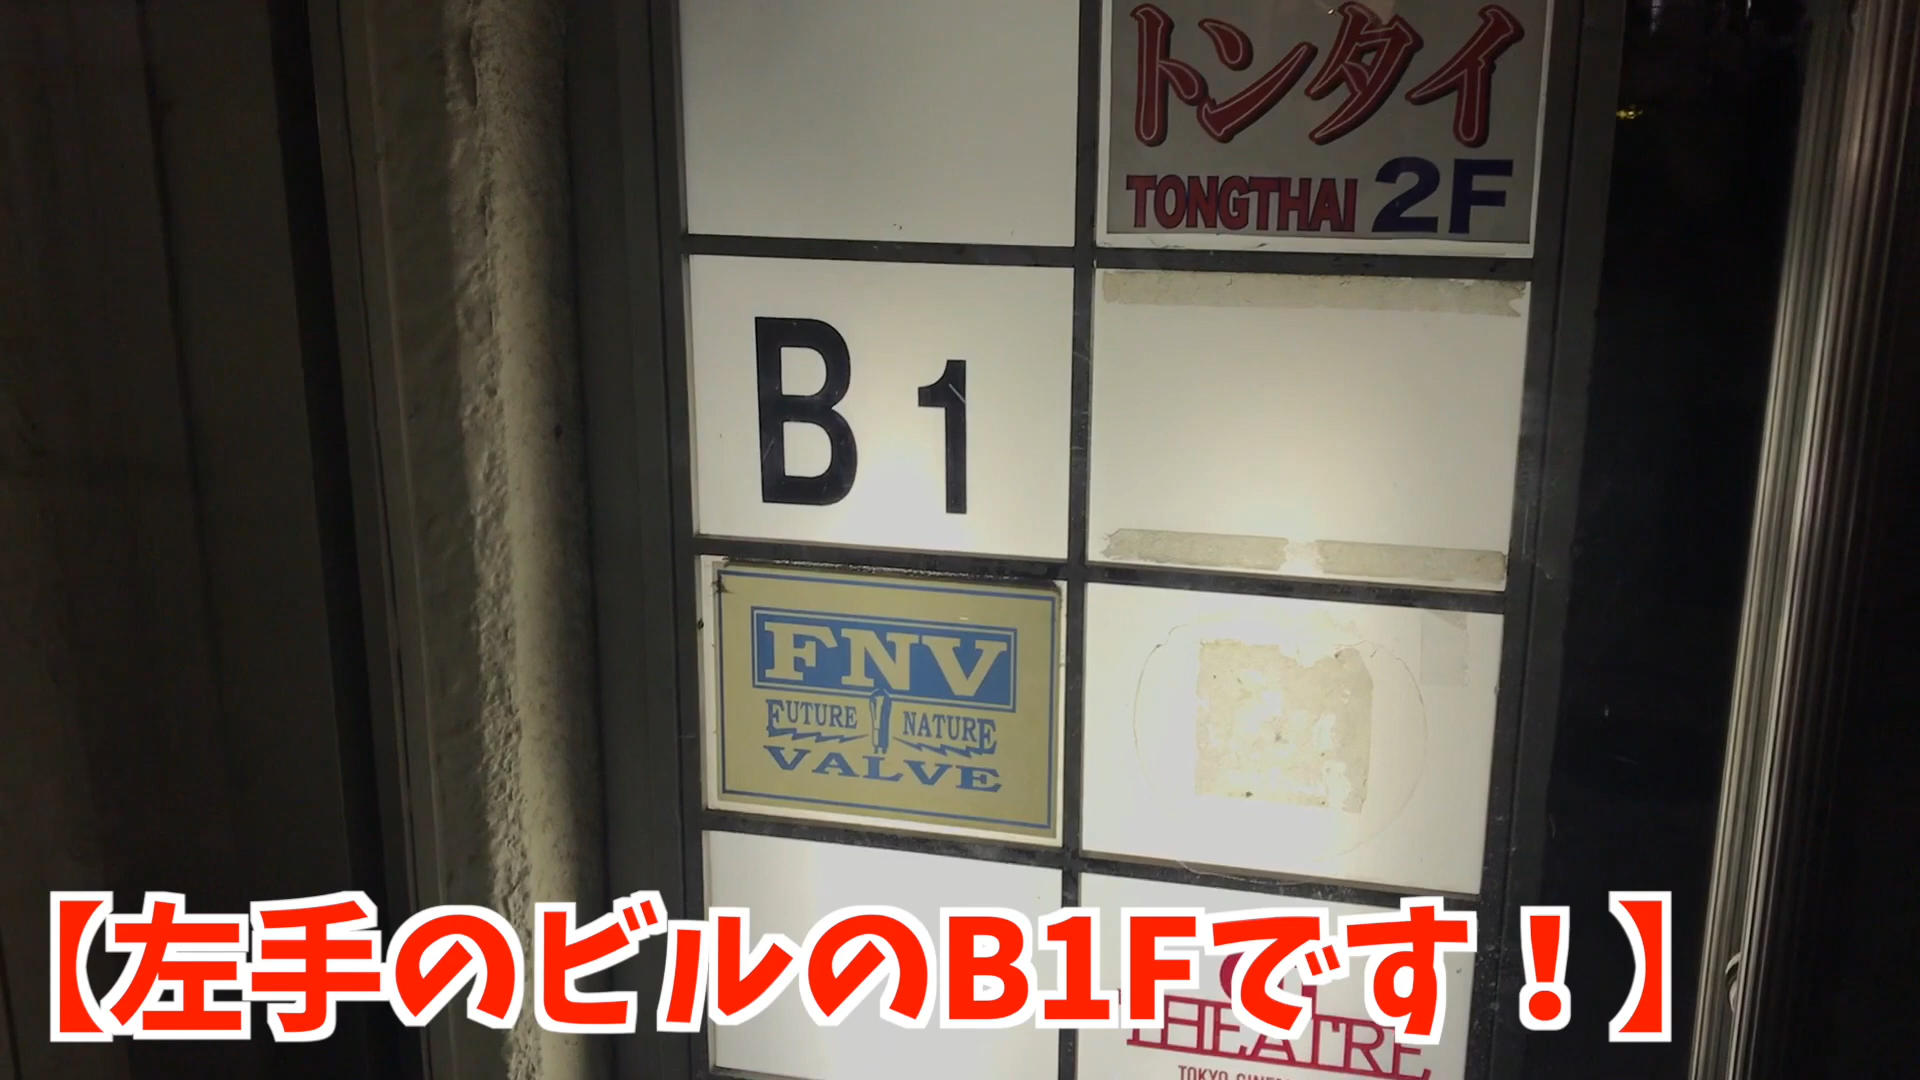 トンタイ
TONGTHAI 2F
B1
FNV
FUTURE NATURE
VALVE
【左手のビルのB1Fです！】
THEATRE
TOKYO